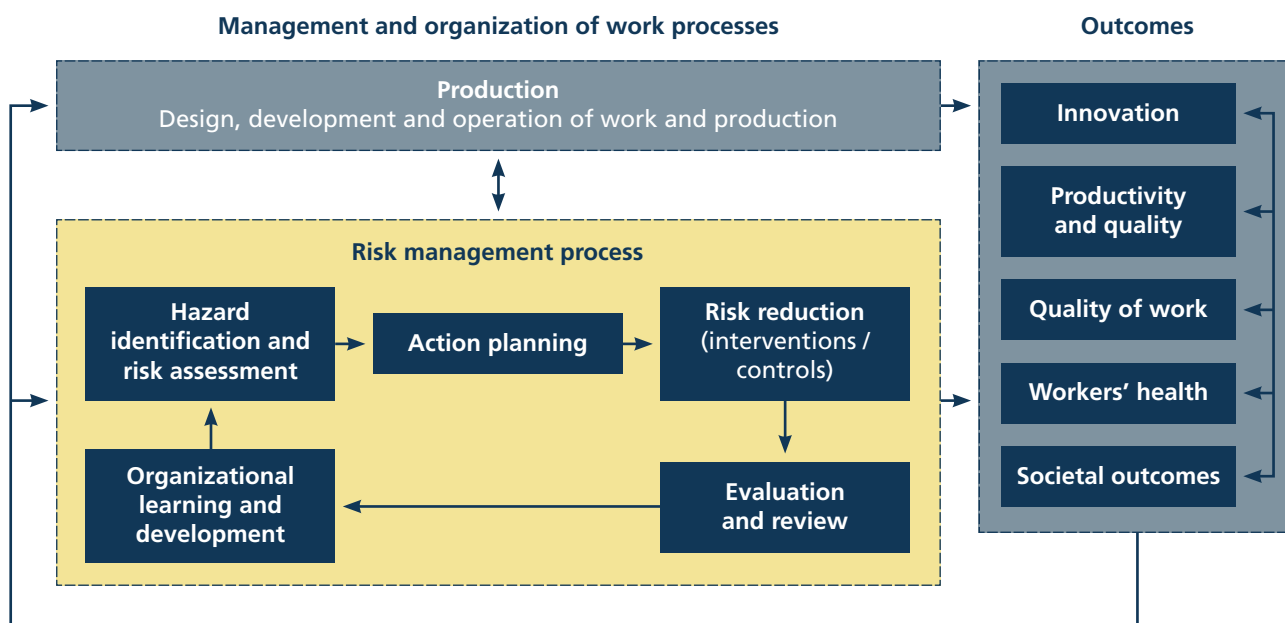 Management and organization of work processes
Outcomes
Production
Design, development and operation of work and production
Innovation
Productivity
and quality
Quality of work
Workers’ health
Societal outcomes
Risk management process
Hazard
identification and
risk assessment
Action planning
Risk reduction
(interventions /
controls)
Evaluation
and review
Organizational
learning and
development